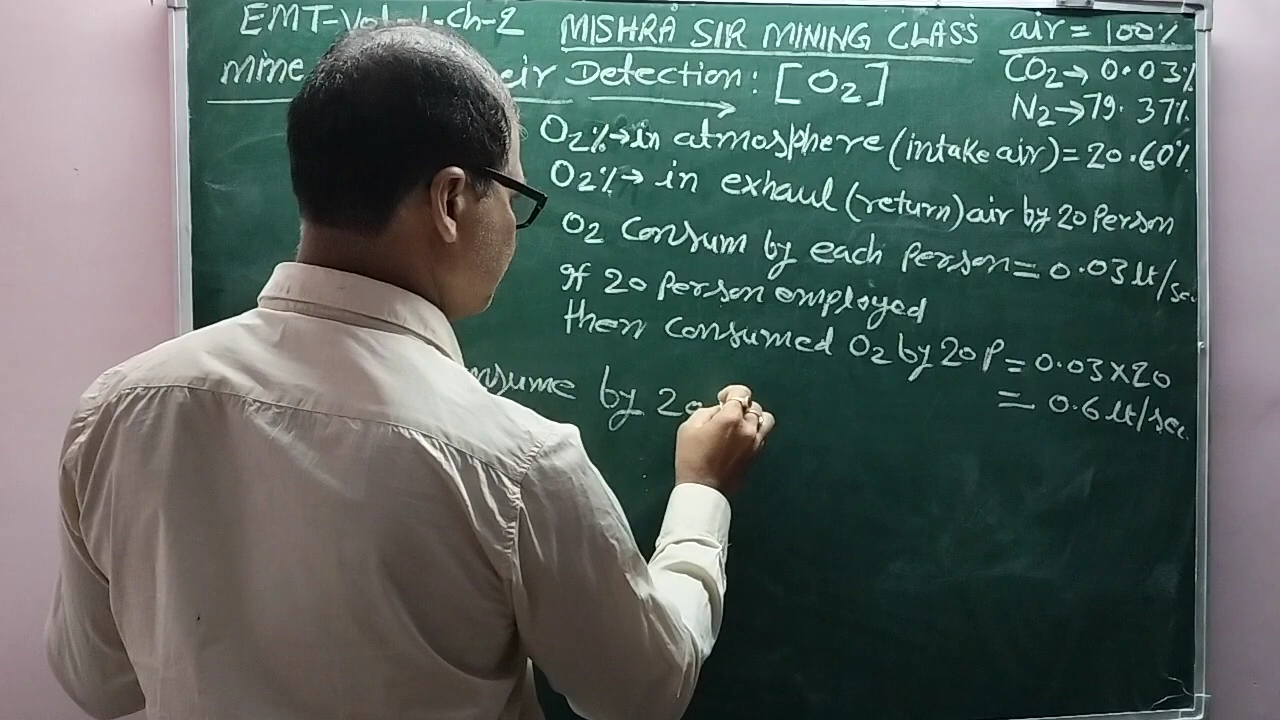 EMT-Vol-1-Ch-2 MISHRA SIR MINING CLASS air = 100%
mine eir Detection: [O2] CO2→ 0.03%
N2→79.37%
O2%→in atmosphere (intake air) = 20.60%
O2%→ in exhaul (return) air by 20 Person
O2 Consum by each Person = 0.03 lt/sec
If 20 Person employed
then Consumed O2 by 20 P = 0.03×20
= 0.6 lt/sec.
nsume by 20